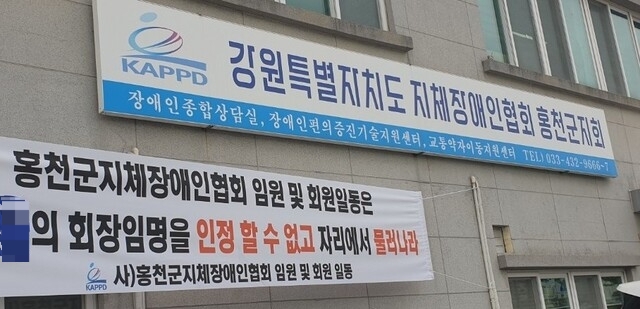 KAPPD
강원특별자치도 지체장애인협회 홍천군지회
장애인종합상담실, 장애인편의증진기술지원센터, 교통약자이동지원센터 TEL) 033-432-9666~7
홍천군지체장애인협회 임원 및 회원일동은
의 회장임명을 인정 할 수 없고 자리에서 물러나라
KAPPD 사)홍천군지체장애인협회 임원 및 회원 일동